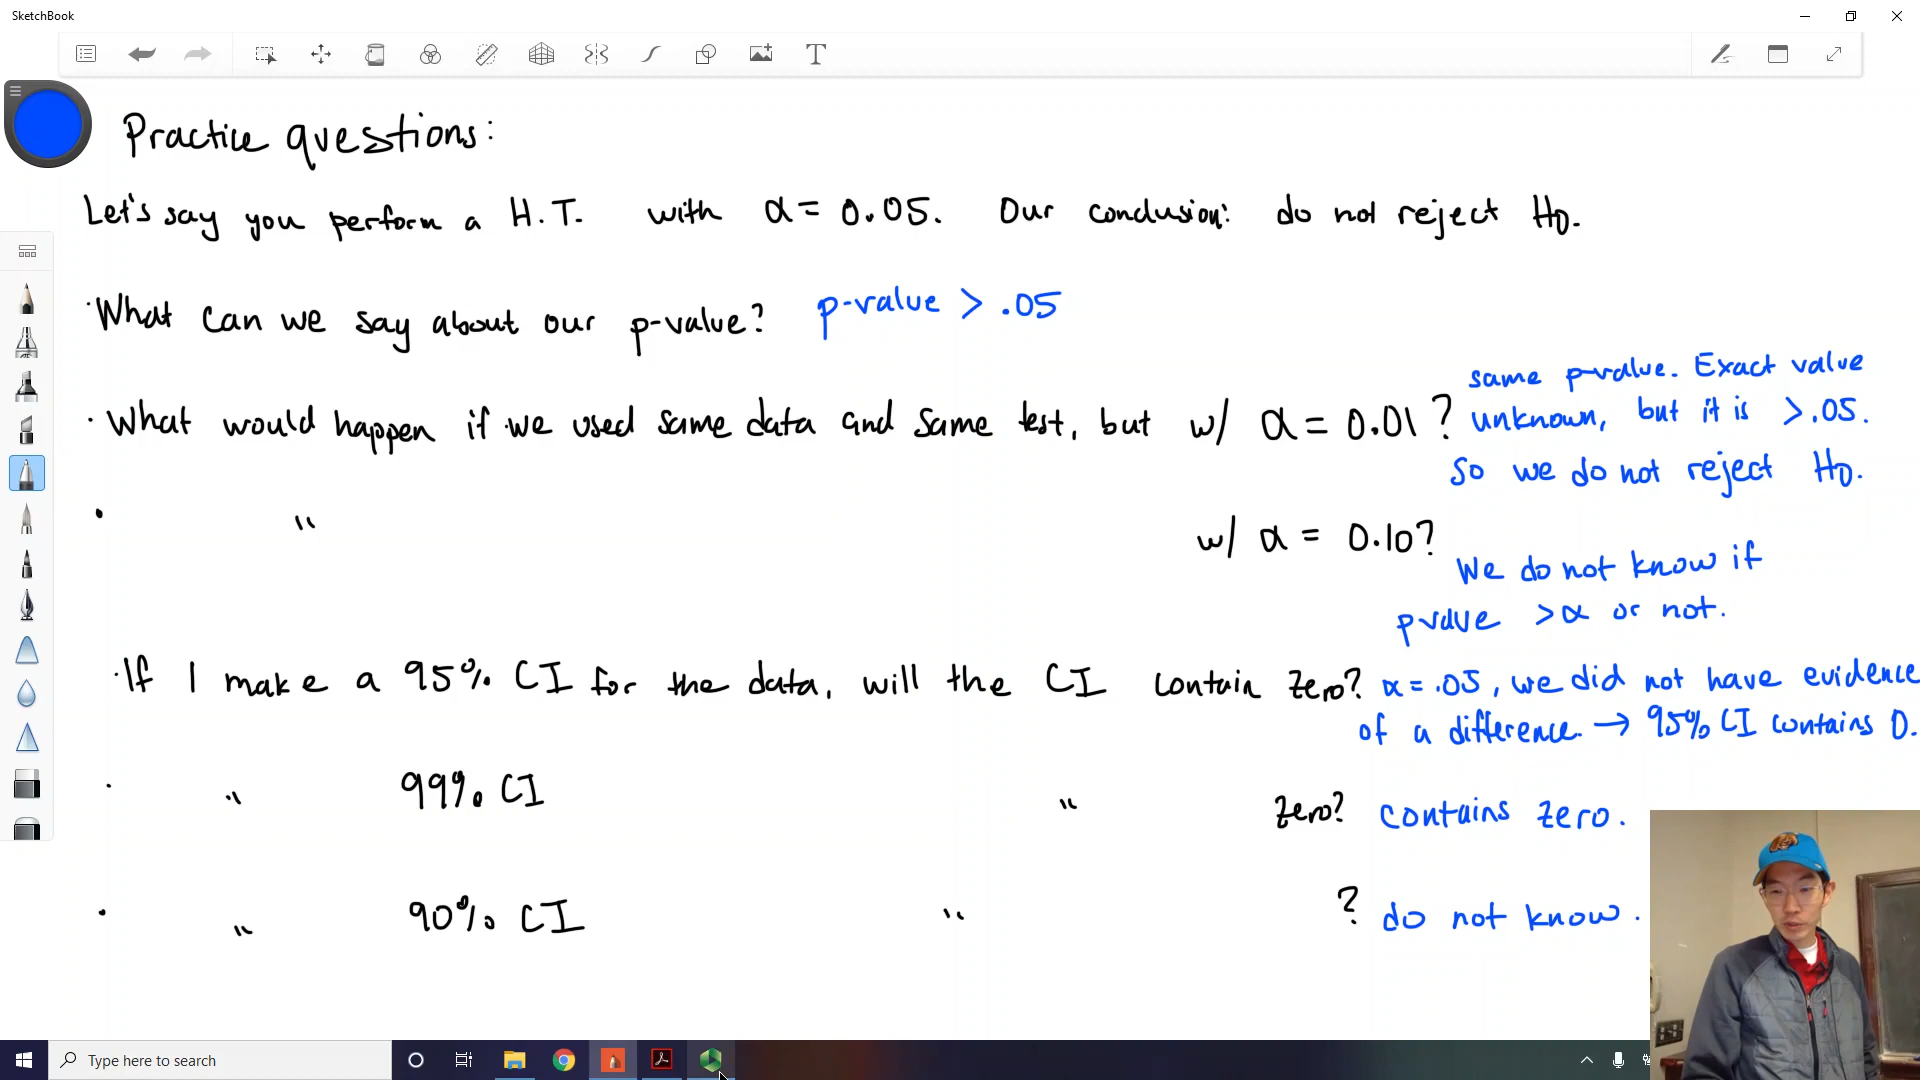 SketchBook
T
Practice questions:
Let's say you perform a H.T. with α = 0.05. Our conclusion: do not reject H0.
· What can we say about our p-value? p-value > .05
· What would happen if we used same data and same test, but w/ α = 0.01?
same p-value. Exact value
unknown, but it is > .05.
So we do not reject H0.
· " w/ α = 0.10?
We do not know if
pvalue > α or not.
· If I make a 95% CI for the data, will the CI contain zero? α = .05, we did not have evidence
of a difference. → 95% CI contains 0.
· " 99% CI " zero? contains zero.
· " 90% CI " ? do not know.
Type here to search